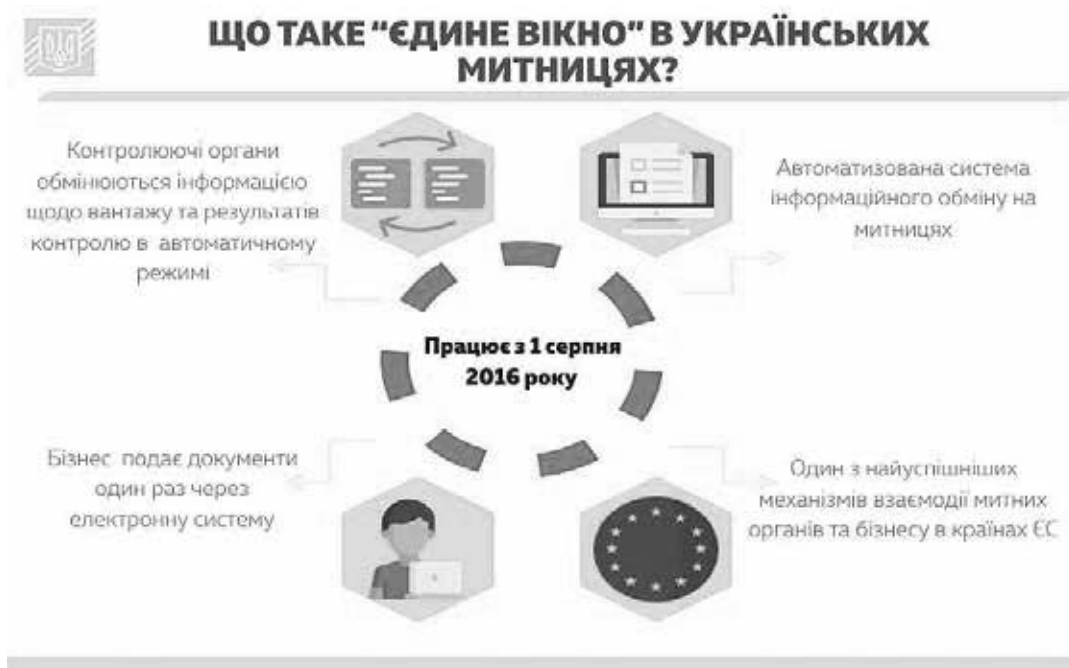 ЩО ТАКЕ “ЄДИНЕ ВІКНО” В УКРАЇНСЬКИХ
МИТНИЦЯХ?
Контролюючі органи
обмінюються інформацією
щодо вантажу та результатів
контролю в автоматичному
режимі
Автоматизована система
інформаційного обміну на
митницях
Працює з 1 серпня
2016 року
Бізнес подає документи
один раз через
електронну систему
Один з найуспішніших
механізмів взаємодії митних
органів та бізнесу в країнах ЄС